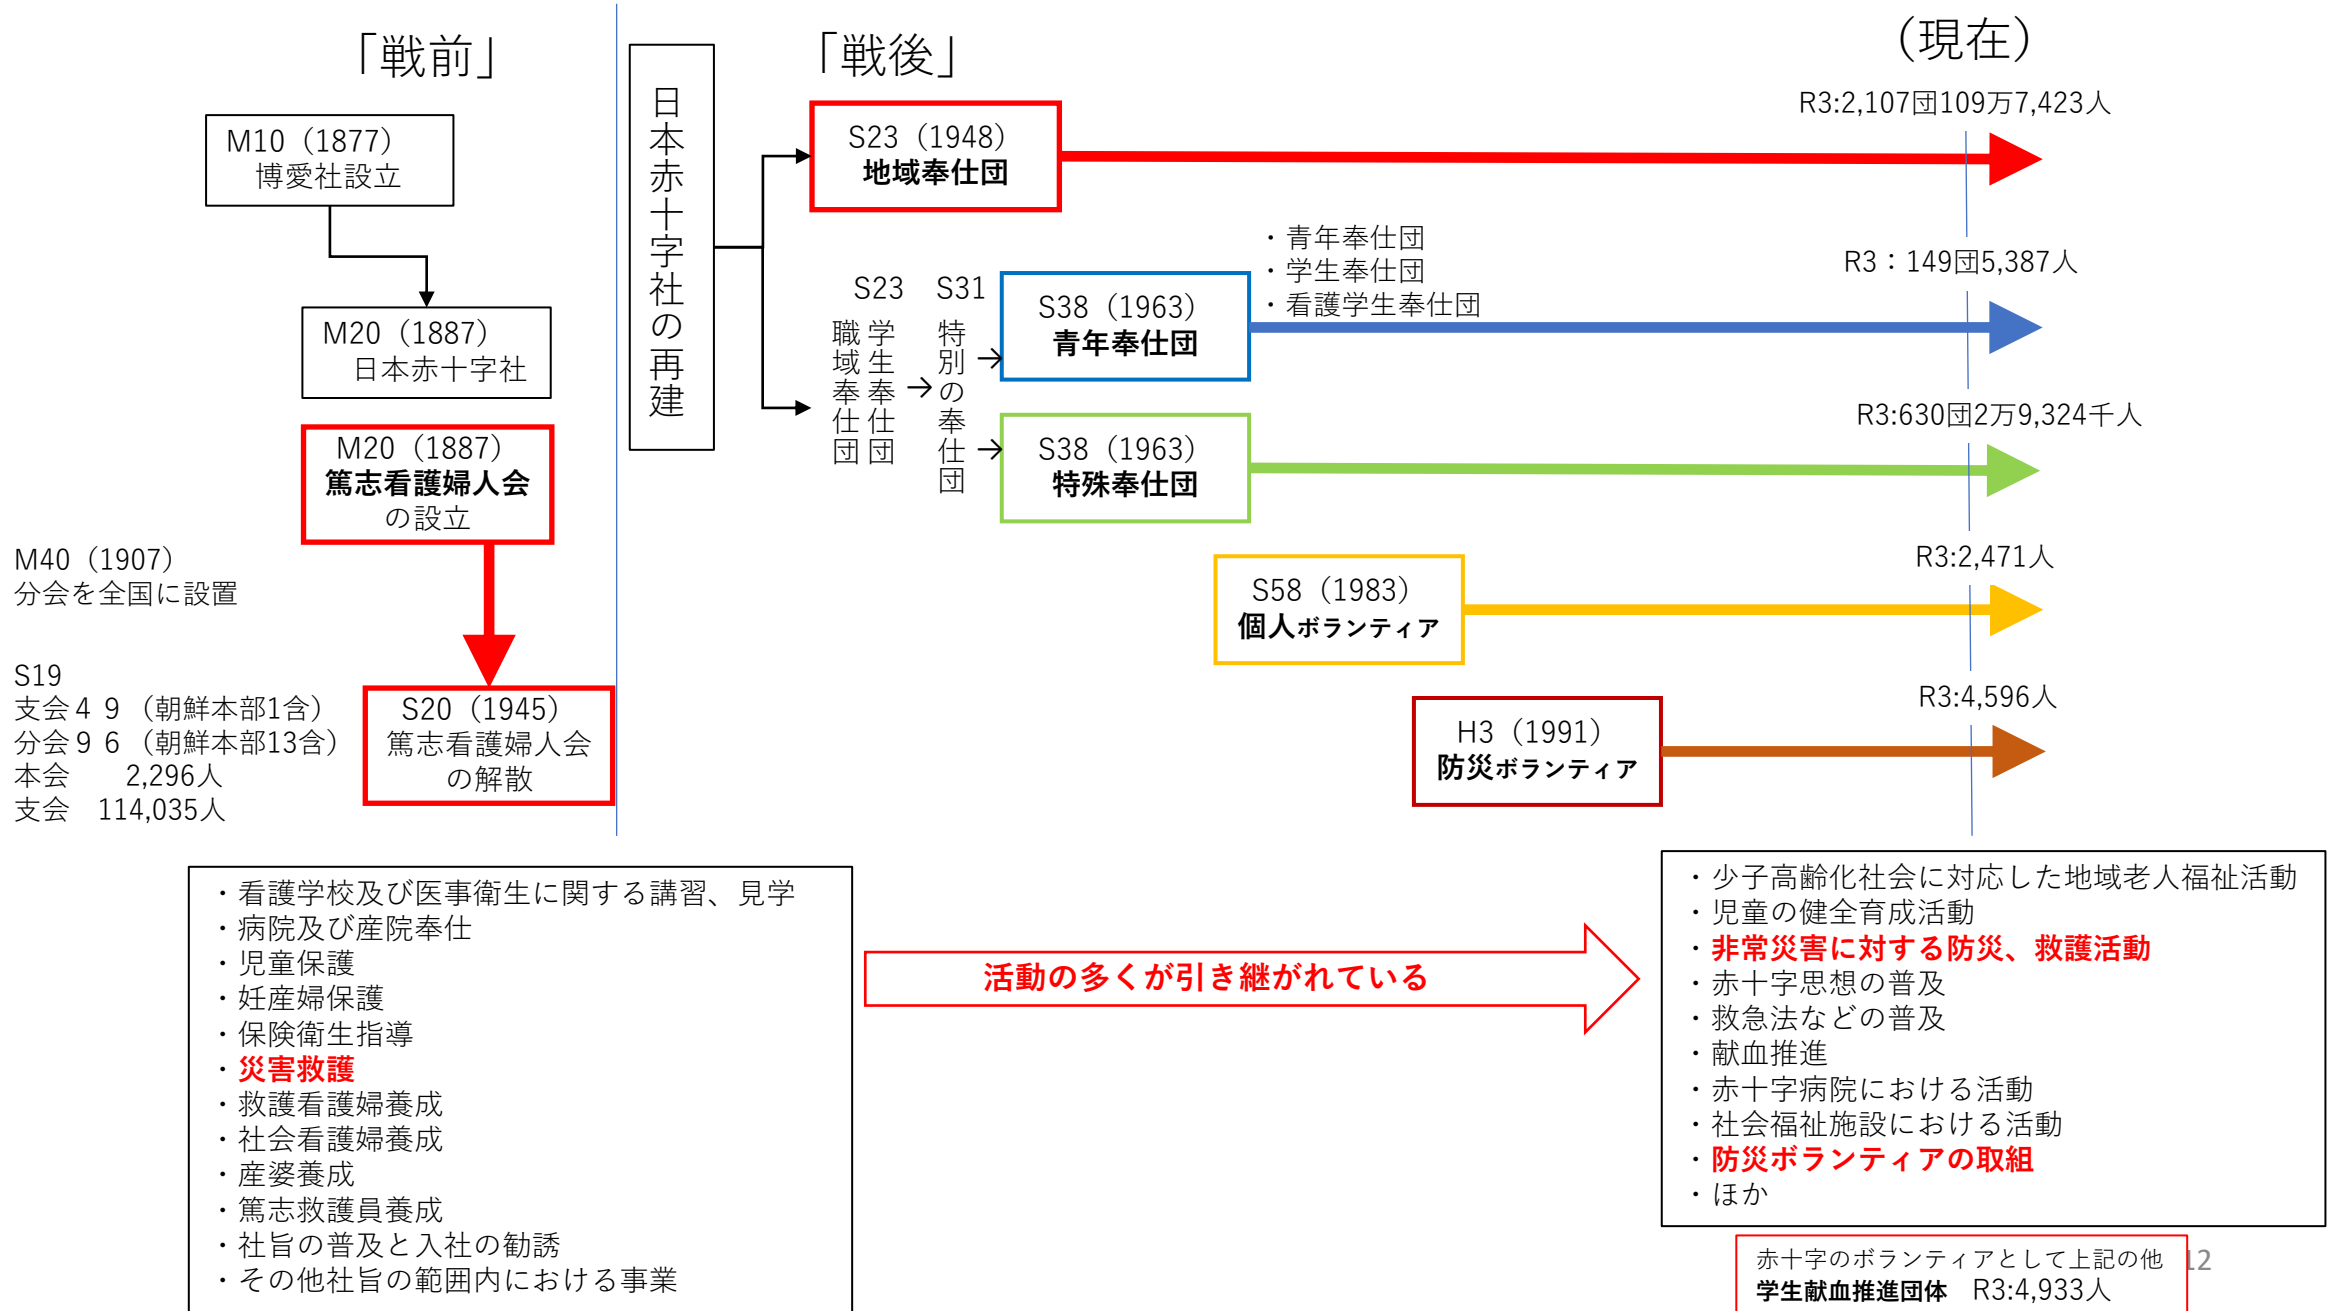 「戦前」
M10（1877）
博愛社設立
M20（1887）
日本赤十字社
M20（1887）
篤志看護婦人会
の設立
M40（1907）
分会を全国に設置
S19
支会４９（朝鮮本部1含）
分会９６（朝鮮本部13含）
本会　　2,296人
支会　114,035人
S20（1945）
篤志看護婦人会
の解散
日本赤十字社の再建
「戦後」
S23（1948）
地域奉仕団
S23
学生奉仕団
職域奉仕団
→
S31
特別の奉仕団
→
→
S38（1963）
青年奉仕団
・青年奉仕団
・学生奉仕団
・看護学生奉仕団
S38（1963）
特殊奉仕団
S58（1983）
個人ボランティア
H3（1991）
防災ボランティア
（現在）
R3:2,107団109万7,423人
R3：149団5,387人
R3:630団2万9,324千人
R3:2,471人
R3:4,596人
・看護学校及び医事衛生に関する講習、見学
・病院及び産院奉仕
・児童保護
・妊産婦保護
・保険衛生指導
・災害救護
・救護看護婦養成
・社会看護婦養成
・産婆養成
・篤志救護員養成
・社旨の普及と入社の勧誘
・その他社旨の範囲内における事業
活動の多くが引き継がれている
・少子高齢化社会に対応した地域老人福祉活動
・児童の健全育成活動
・非常災害に対する防災、救護活動
・赤十字思想の普及
・救急法などの普及
・献血推進
・赤十字病院における活動
・社会福祉施設における活動
・防災ボランティアの取組
・ほか
赤十字のボランティアとして上記の他
学生献血推進団体　R3:4,933人
12